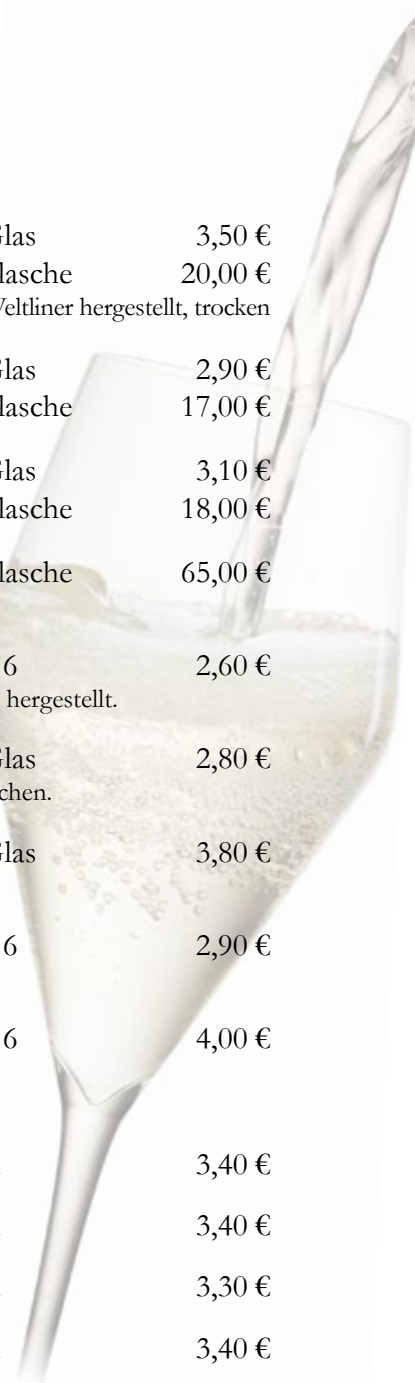 Glas 3,50 €
lasche 20,00 €
Veltliner hergestellt, trocken
Glas 2,90 €
lasche 17,00 €
Glas 3,10 €
lasche 18,00 €
lasche 65,00 €
6 2,60 €
hergestellt.
Glas 2,80 €
chen.
Glas 3,80 €
6 2,90 €
6 4,00 €
3,40 €
3,40 €
3,30 €
3,40 €